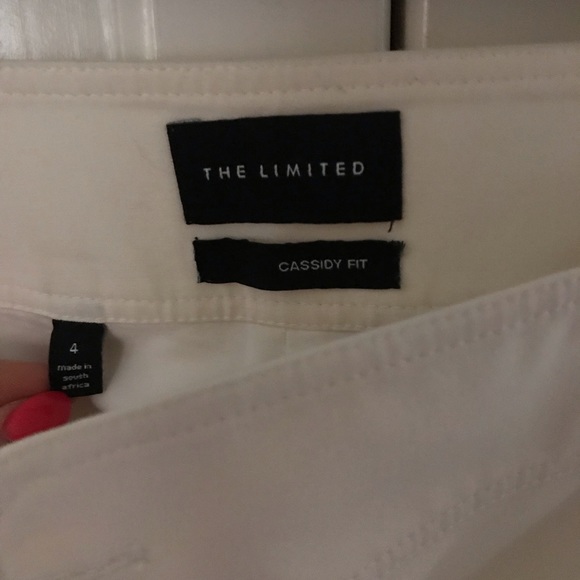 THE LIMITED
CASSIDY FIT
4
made in
south
africa